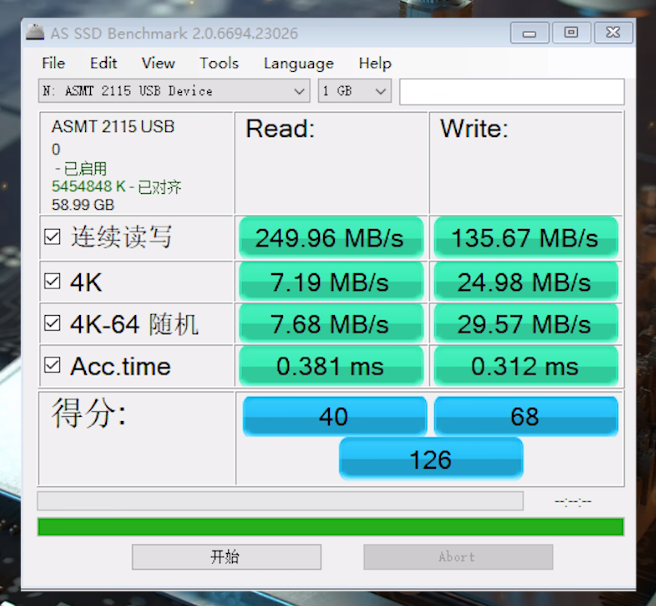 AS SSD Benchmark 2.0.6694.23026
File Edit View Tools Language Help
N: ASMT 2115 USB Device 1 GB
ASMT 2115 USB Read: Write:
0
- 已启用
5454848 K - 已对齐
58.99 GB
连续读写 249.96 MB/s 135.67 MB/s
4K 7.19 MB/s 24.98 MB/s
4K-64 随机 7.68 MB/s 29.57 MB/s
Acc.time 0.381 ms 0.312 ms
得分: 40 68
126
--:--:--
开始 Abort